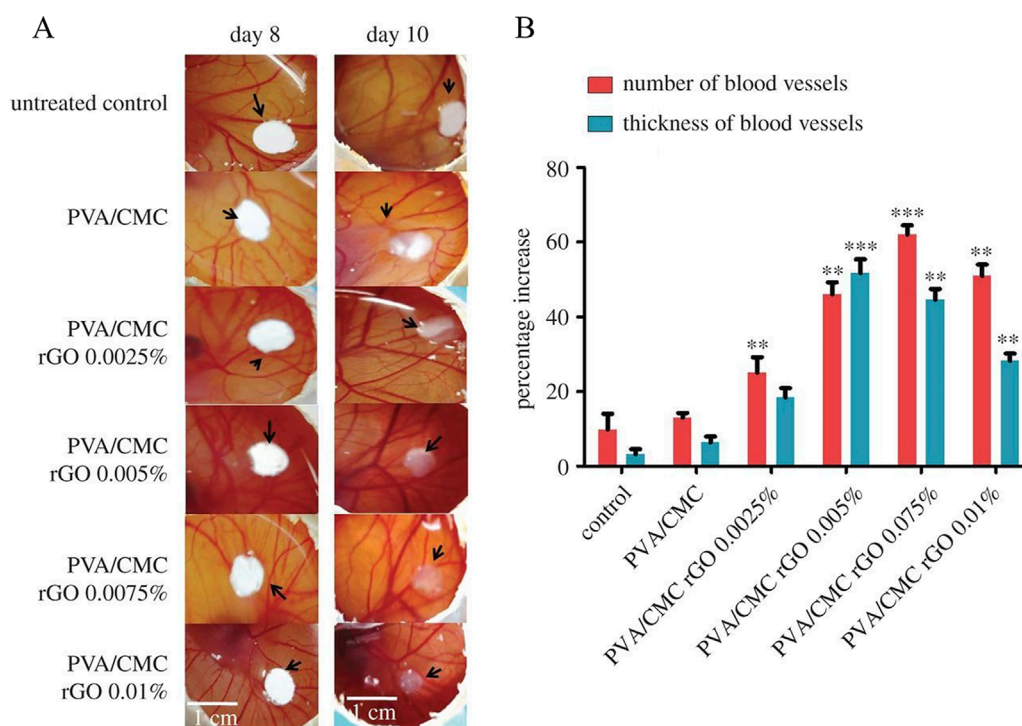 A
day 8
day 10
untreated control
PVA/CMC
PVA/CMC
rGO 0.0025%
PVA/CMC
rGO 0.005%
PVA/CMC
rGO 0.0075%
PVA/CMC
rGO 0.01%
1 cm
1 cm
B
number of blood vessels
thickness of blood vessels
percentage increase
80
60
40
20
0
**
**
***
***
**
**
**
control
PVA/CMC
PVA/CMC rGO 0.0025%
PVA/CMC rGO 0.005%
PVA/CMC rGO 0.075%
PVA/CMC rGO 0.01%